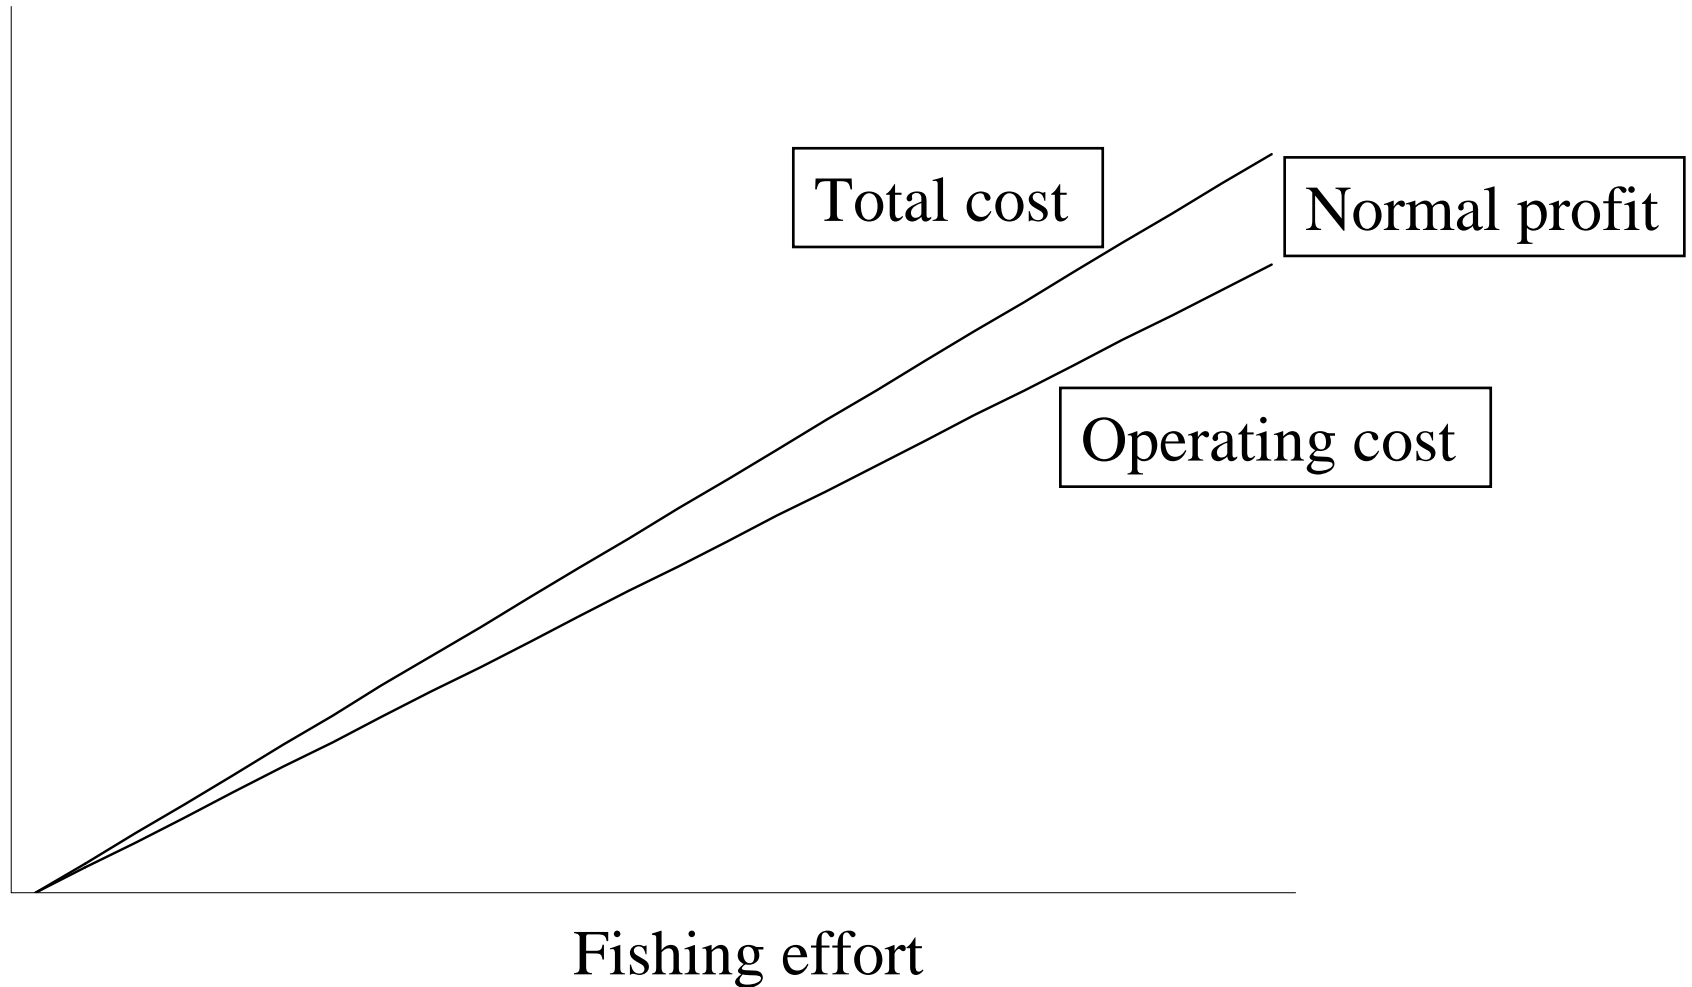 Total cost
Normal profit
Operating cost
Fishing effort